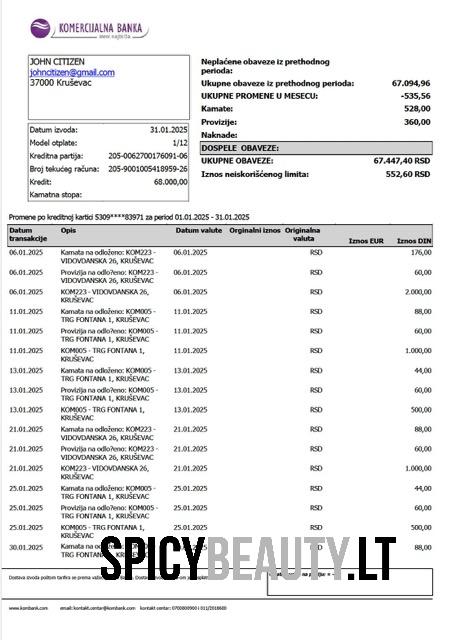 KOMERCIJALNA BANKA
JOHN CITIZEN
johncitizen@gmail.com
37000 Kruševac
Neplaćene obaveze iz prethodnog
perioda:
Ukupne obaveze iz prethodnog perioda: 67.094,96
UKUPNE PROMENE U MESECU: -535,56
Kamate: 528,00
Provizije: 360,00
Naknade:
DOSPELE OBAVEZE:
UKUPNE OBAVEZE: 67.447,40 RSD
Iznos neiskorišćenog limita: 552,60 RSD
Datum izvoda: 31.01.2025
Model otplate: 1/12
Kreditna partija: 205-0062700176091-06
Broj tekućeg računa: 205-9001005418959-26
Kredit: 68.000,00
Kamatna stopa:
Promene po kreditnoj kartici 5309****83971 za period 01.01.2025 - 31.01.2025
Datum transakcije Opis Datum valute Orginalni iznos Originalna valuta Iznos EUR Iznos DIN
06.01.2025 Kamata na odloženo: KOM223 - 06.01.2025 RSD 176,00
VIDOVDANSKA 26, KRUŠEVAC
06.01.2025 Provizija na odlo?eno: KOM223 - 06.01.2025 RSD 60,00
VIDOVDANSKA 26, KRUŠEVAC
06.01.2025 KOM223 - VIDOVDANSKA 26, 06.01.2025 RSD 2.000,00
KRUŠEVAC
11.01.2025 Kamata na odloženo: KOM005 - 11.01.2025 RSD 88,00
TRG FONTANA 1, KRUŠEVAC
11.01.2025 Provizija na odlo?eno: KOM005 - 11.01.2025 RSD 60,00
TRG FONTANA 1, KRUŠEVAC
11.01.2025 KOM005 - TRG FONTANA 1, 11.01.2025 RSD 1.000,00
KRUŠEVAC
13.01.2025 Kamata na odloženo: KOM005 - 13.01.2025 RSD 44,00
TRG FONTANA 1, KRUŠEVAC
13.01.2025 Provizija na odlo?eno: KOM005 - 13.01.2025 RSD 60,00
TRG FONTANA 1, KRUŠEVAC
13.01.2025 KOM005 - TRG FONTANA 1, 13.01.2025 RSD 500,00
KRUŠEVAC
21.01.2025 Kamata na odloženo: KOM223 - 21.01.2025 RSD 88,00
VIDOVDANSKA 26, KRUŠEVAC
21.01.2025 Provizija na odlo?eno: KOM223 - 21.01.2025 RSD 60,00
VIDOVDANSKA 26, KRUŠEVAC
21.01.2025 KOM223 - VIDOVDANSKA 26, 21.01.2025 RSD 1.000,00
KRUŠEVAC
25.01.2025 Kamata na odloženo: KOM005 - 25.01.2025 RSD 44,00
TRG FONTANA 1, KRUŠEVAC
25.01.2025 Provizija na odlo?eno: KOM005 - 25.01.2025 RSD 60,00
TRG FONTANA 1, KRUŠEVAC
25.01.2025 KOM005 - TRG FONTANA 1, 25.01.2025 RSD 500,00
KRUŠEVAC
30.01.2025 Kamata na RSD 88,00
SPICYBEAUTY.LT
Dostava izvoda poštom tarifira se prema
www.kombank.com email: kontakt.centar@kombank.com kontakt centar: 0700800900 i 011/2018600